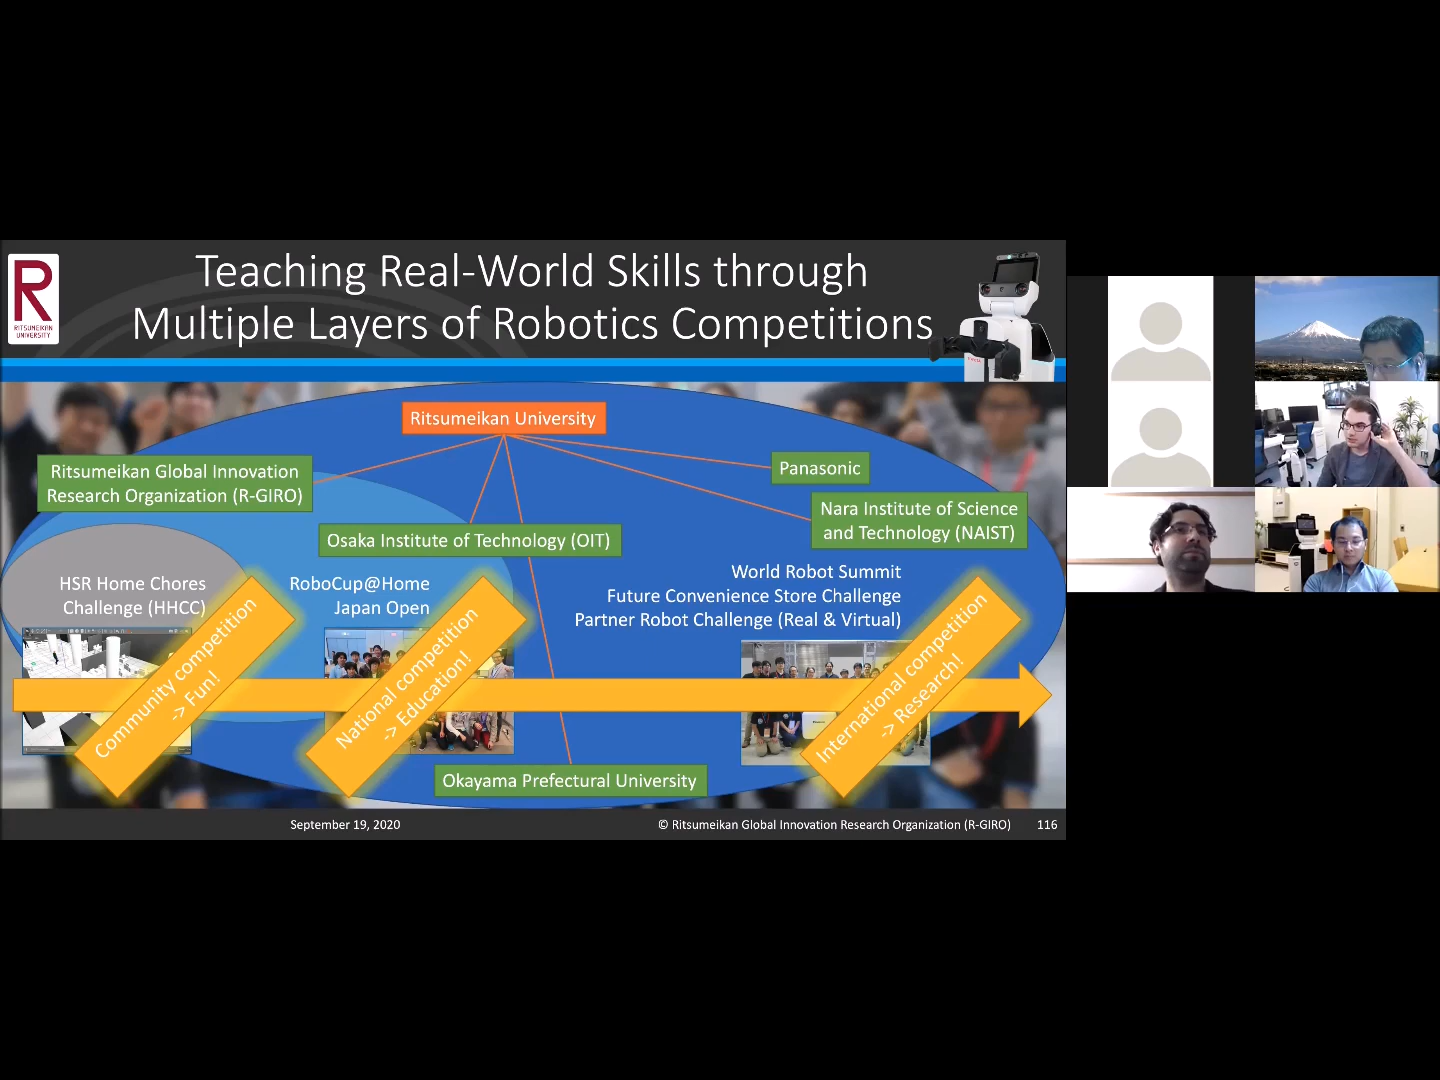 Teaching Real-World Skills through
Multiple Layers of Robotics Competitions
R
RITSUMEIKAN
UNIVERSITY
Ritsumeikan University
Ritsumeikan Global Innovation
Research Organization (R-GIRO)
Panasonic
Nara Institute of Science
and Technology (NAIST)
Osaka Institute of Technology (OIT)
HSR Home Chores
Challenge (HHCC)
RoboCup@Home
Japan Open
World Robot Summit
Future Convenience Store Challenge
Partner Robot Challenge (Real & Virtual)
Community competition
-> Fun!
National competition
-> Education!
International competition
-> Research!
Okayama Prefectural University
September 19, 2020
© Ritsumeikan Global Innovation Research Organization (R-GIRO)
116